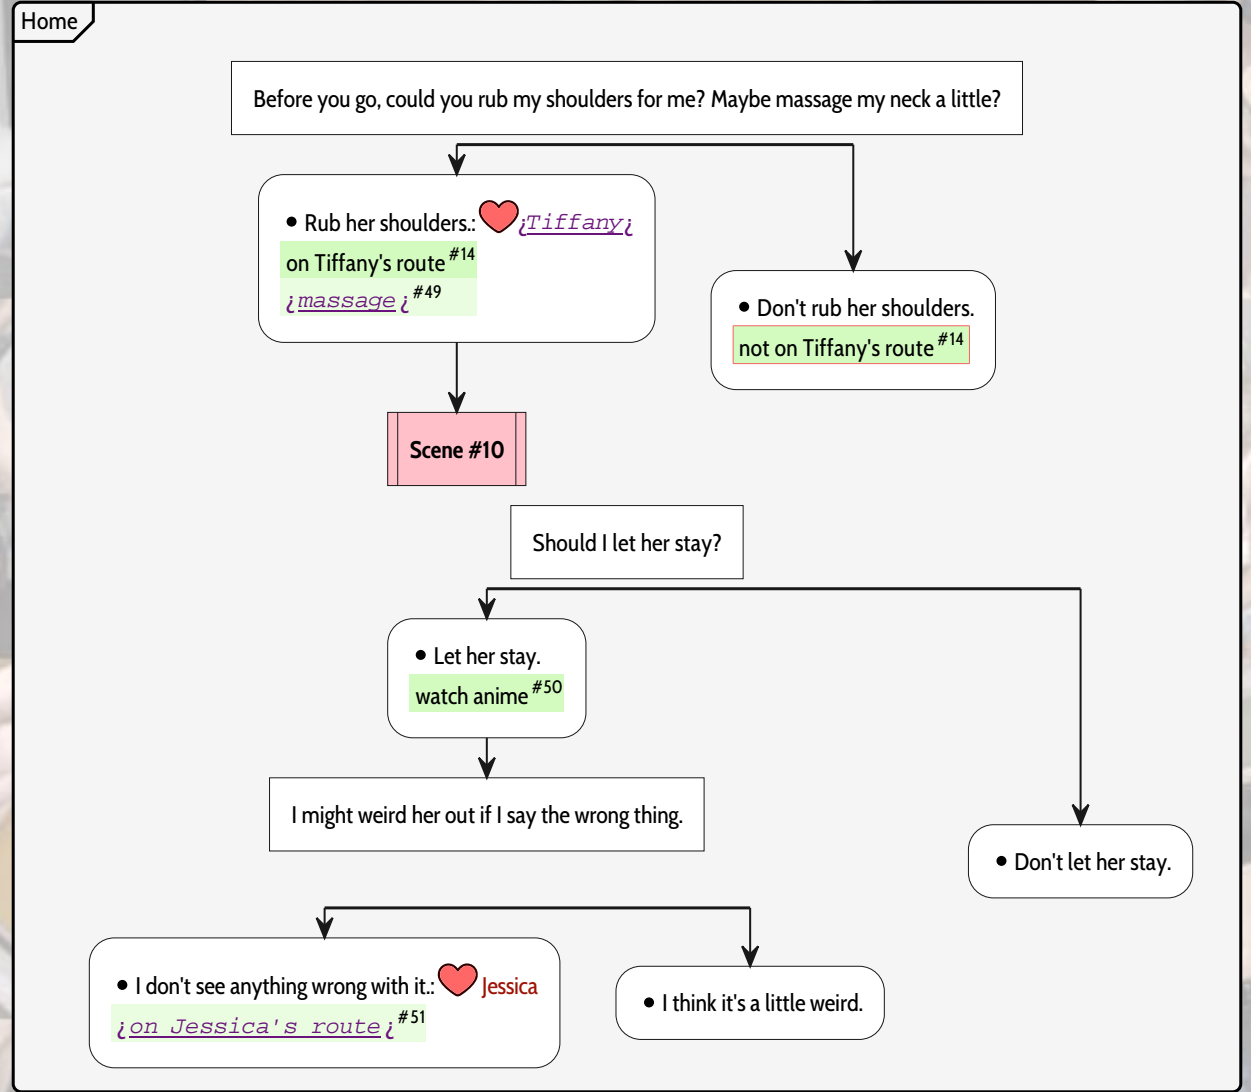 Home
Before you go, could you rub my shoulders for me? Maybe massage my neck a little?
• Rub her shoulders.: ¿Tiffany¿
on Tiffany's route #14
¿massage¿ #49
• Don't rub her shoulders.
not on Tiffany's route #14
Scene #10
Should I let her stay?
• Let her stay.
watch anime #50
I might weird her out if I say the wrong thing.
• Don't let her stay.
• I don't see anything wrong with it.: Jessica
¿on Jessica's route¿ #51
• I think it's a little weird.